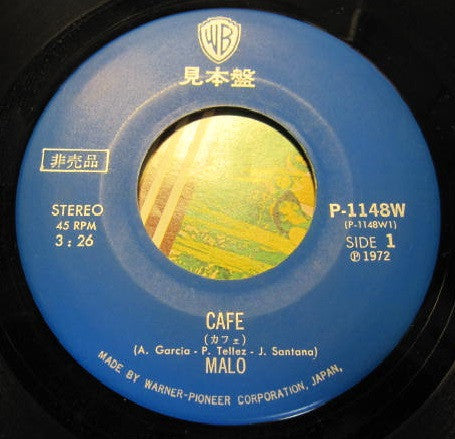 WB
見本盤
非売品
STEREO
45 RPM
3:26
P-1148W
(P-1148W1)
SIDE 1
Ⓟ 1972
CAFE
(カフェ)
(A. Garcia - P. Tellez - J. Santana)
MALO
MADE BY WARNER-PIONEER CORPORATION, JAPAN,